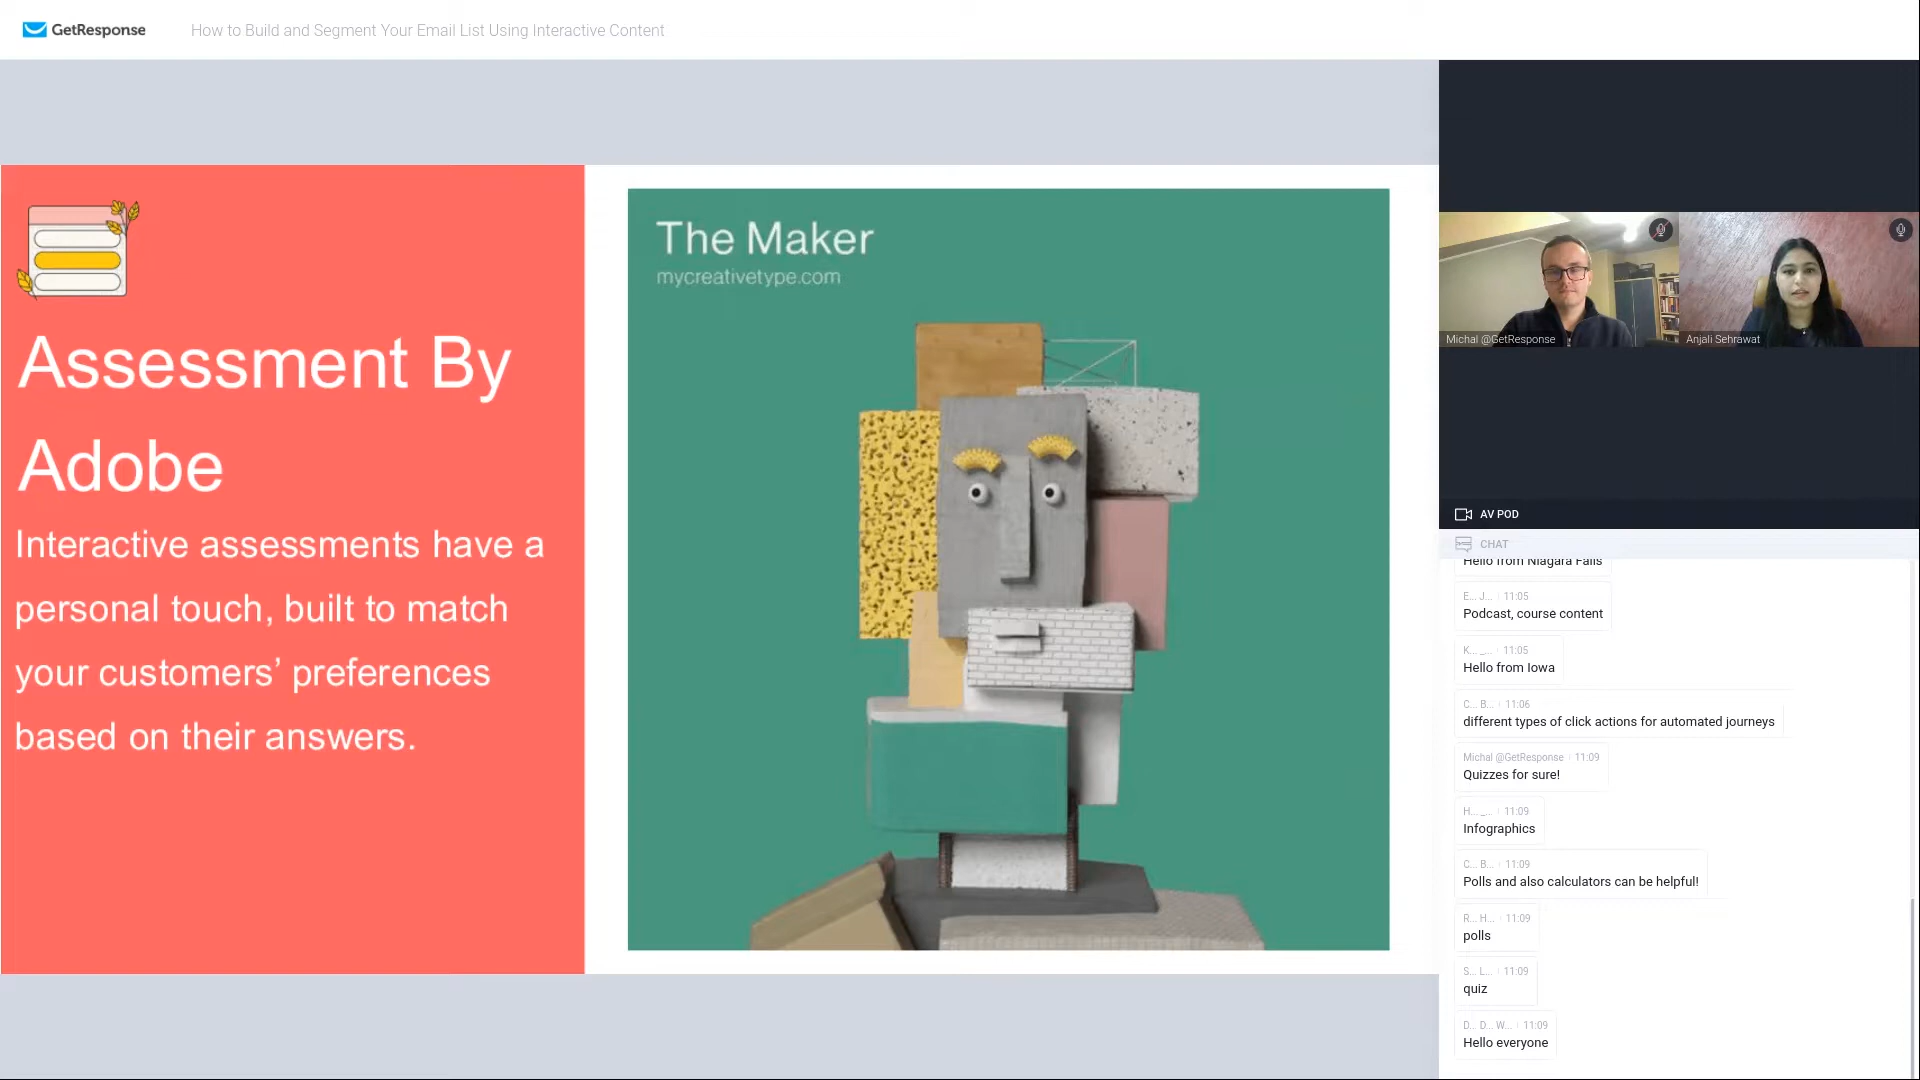 GetResponse
How to Build and Segment Your Email List Using Interactive Content
Assessment By
Adobe
Interactive assessments have a
personal touch, built to match
your customers’ preferences
based on their answers.
The Maker
mycreativetype.com
Michal @GetResponse
Anjali Sehrawat
AV POD
CHAT
Hello from Niagara Falls
E... J... 11:05
Podcast, course content
K... _... 11:05
Hello from Iowa
C... B... 11:06
different types of click actions for automated journeys
Michal @GetResponse 11:09
Quizzes for sure!
H... _... 11:09
Infographics
C... B... 11:09
Polls and also calculators can be helpful!
R... H... 11:09
polls
S... L... 11:09
quiz
D... D... W... 11:09
Hello everyone